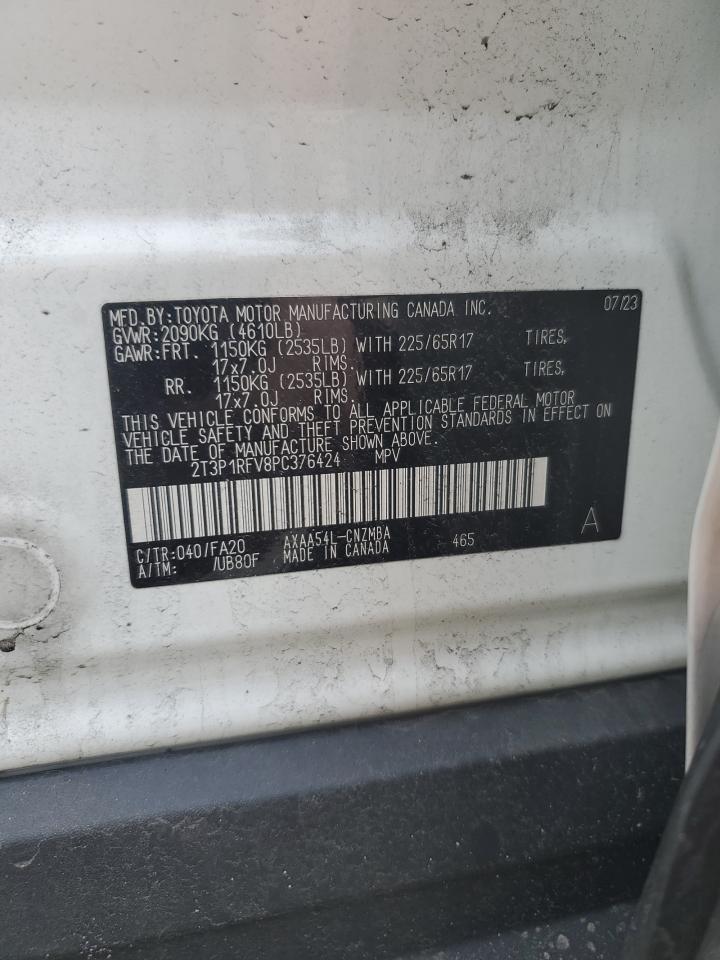 MFD.BY:TOYOTA MOTOR MANUFACTURING CANADA INC. 07/23
GVWR:2090KG (4610LB)
GAWR:FRT. 1150KG (2535LB) WITH 225/65R17 TIRES,
17x7.0J RIMS.
RR. 1150KG (2535LB) WITH 225/65R17 TIRES,
17x7.0J RIMS.
THIS VEHICLE CONFORMS TO ALL APPLICABLE FEDERAL MOTOR
VEHICLE SAFETY AND THEFT PREVENTION STANDARDS IN EFFECT ON
THE DATE OF MANUFACTURE SHOWN ABOVE.
2T3P1RFV8PC376424 MPV
C/TR:040/FA20 AXAA54L-CNZMBA 465 A
A/TM: /UB80F MADE IN CANADA